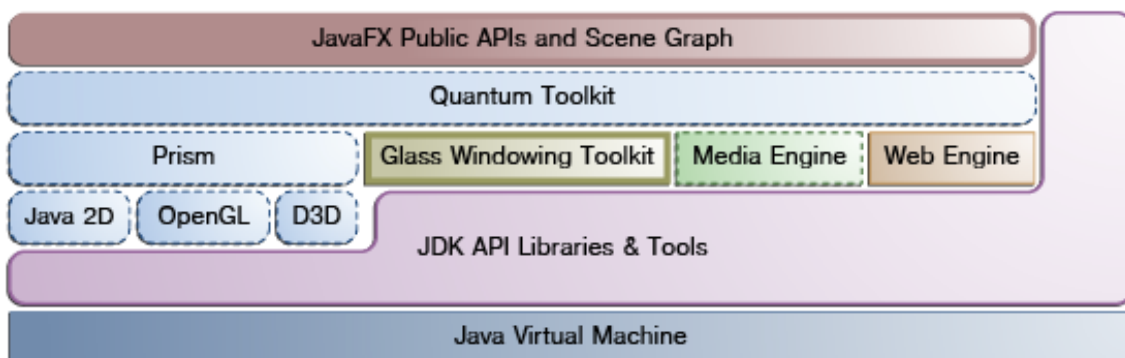 JavaFX Public APIs and Scene Graph
Quantum Toolkit
Prism
Glass Windowing Toolkit
Media Engine
Web Engine
Java 2D
OpenGL
D3D
JDK API Libraries & Tools
Java Virtual Machine